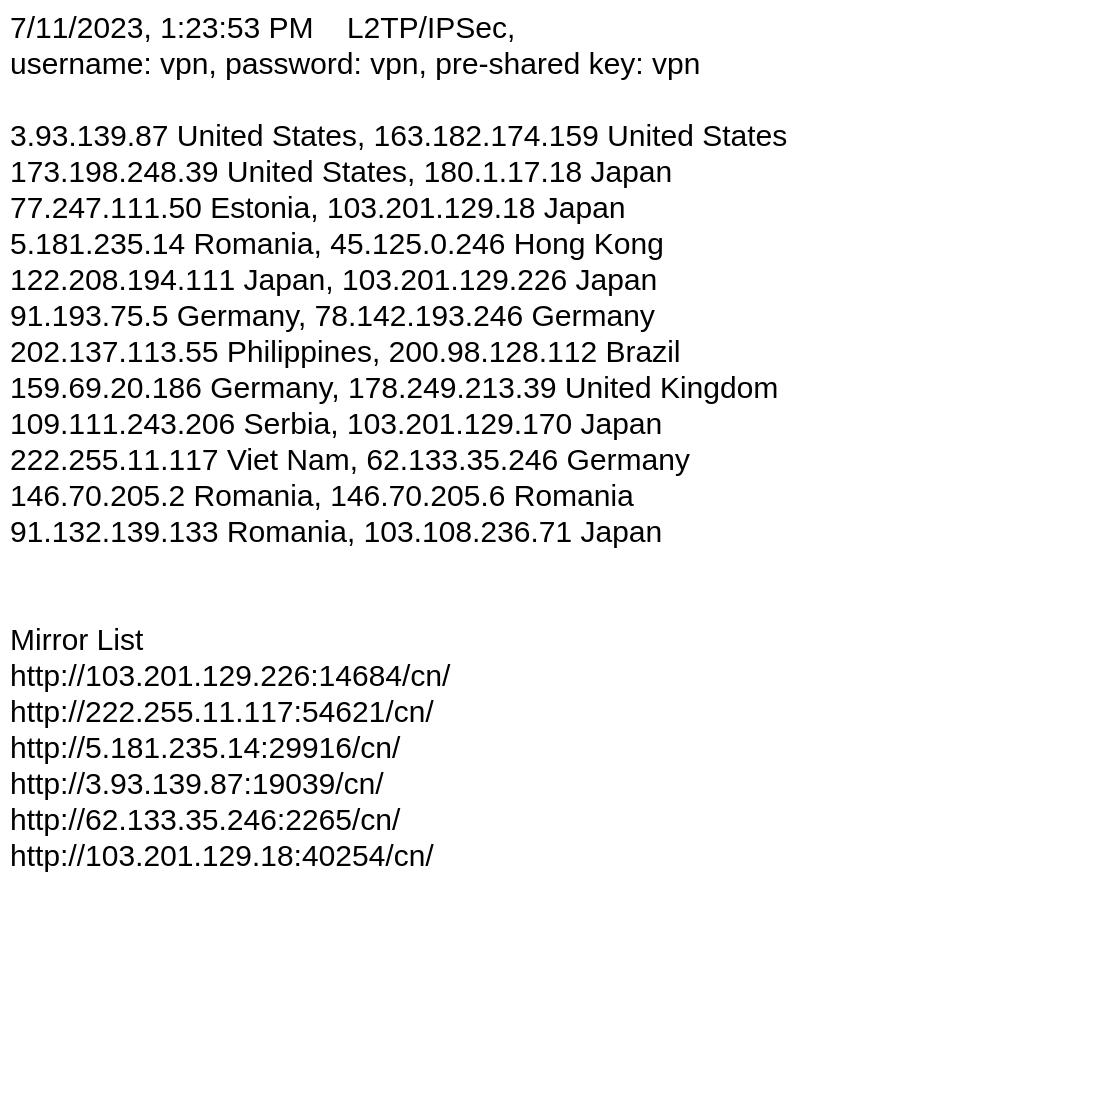 7/11/2023, 1:23:53 PM    L2TP/IPSec,
username: vpn, password: vpn, pre-shared key: vpn
3.93.139.87 United States, 163.182.174.159 United States
173.198.248.39 United States, 180.1.17.18 Japan
77.247.111.50 Estonia, 103.201.129.18 Japan
5.181.235.14 Romania, 45.125.0.246 Hong Kong
122.208.194.111 Japan, 103.201.129.226 Japan
91.193.75.5 Germany, 78.142.193.246 Germany
202.137.113.55 Philippines, 200.98.128.112 Brazil
159.69.20.186 Germany, 178.249.213.39 United Kingdom
109.111.243.206 Serbia, 103.201.129.170 Japan
222.255.11.117 Viet Nam, 62.133.35.246 Germany
146.70.205.2 Romania, 146.70.205.6 Romania
91.132.139.133 Romania, 103.108.236.71 Japan
Mirror List
http://103.201.129.226:14684/cn/
http://222.255.11.117:54621/cn/
http://5.181.235.14:29916/cn/
http://3.93.139.87:19039/cn/
http://62.133.35.246:2265/cn/
http://103.201.129.18:40254/cn/